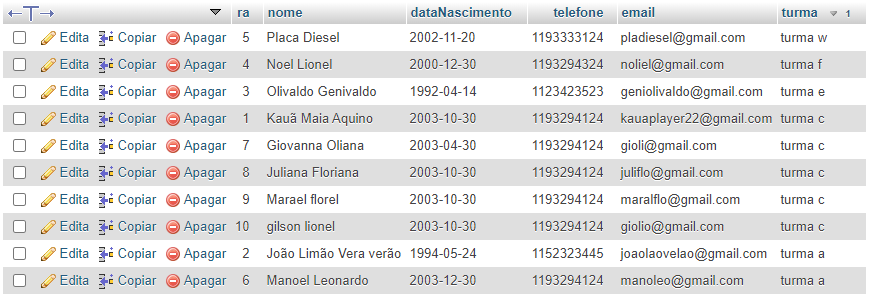 ra nome dataNascimento telefone email turma 1
Edita Copiar Apagar 5 Placa Diesel 2002-11-20 1193333124 pladiesel@gmail.com turma w
Edita Copiar Apagar 4 Noel Lionel 2000-12-30 1193294324 noliel@gmail.com turma f
Edita Copiar Apagar 3 Olivaldo Genivaldo 1992-04-14 1123423523 geniolivaldo@gmail.com turma e
Edita Copiar Apagar 1 Kauã Maia Aquino 2003-10-30 1193294124 kauaplayer22@gmail.com turma c
Edita Copiar Apagar 7 Giovanna Oliana 2003-04-30 1193294124 gioli@gmail.com turma c
Edita Copiar Apagar 8 Juliana Floriana 2003-10-30 1193294124 juliflo@gmail.com turma c
Edita Copiar Apagar 9 Marael florel 2003-10-30 1193294124 maralflo@gmail.com turma c
Edita Copiar Apagar 10 gilson lionel 2003-10-30 1193294124 giolio@gmail.com turma c
Edita Copiar Apagar 2 João Limão Vera verão 1994-05-24 1152323445 joaolaovelao@gmail.com turma a
Edita Copiar Apagar 6 Manoel Leonardo 2003-12-30 1193294124 manoleo@gmail.com turma a